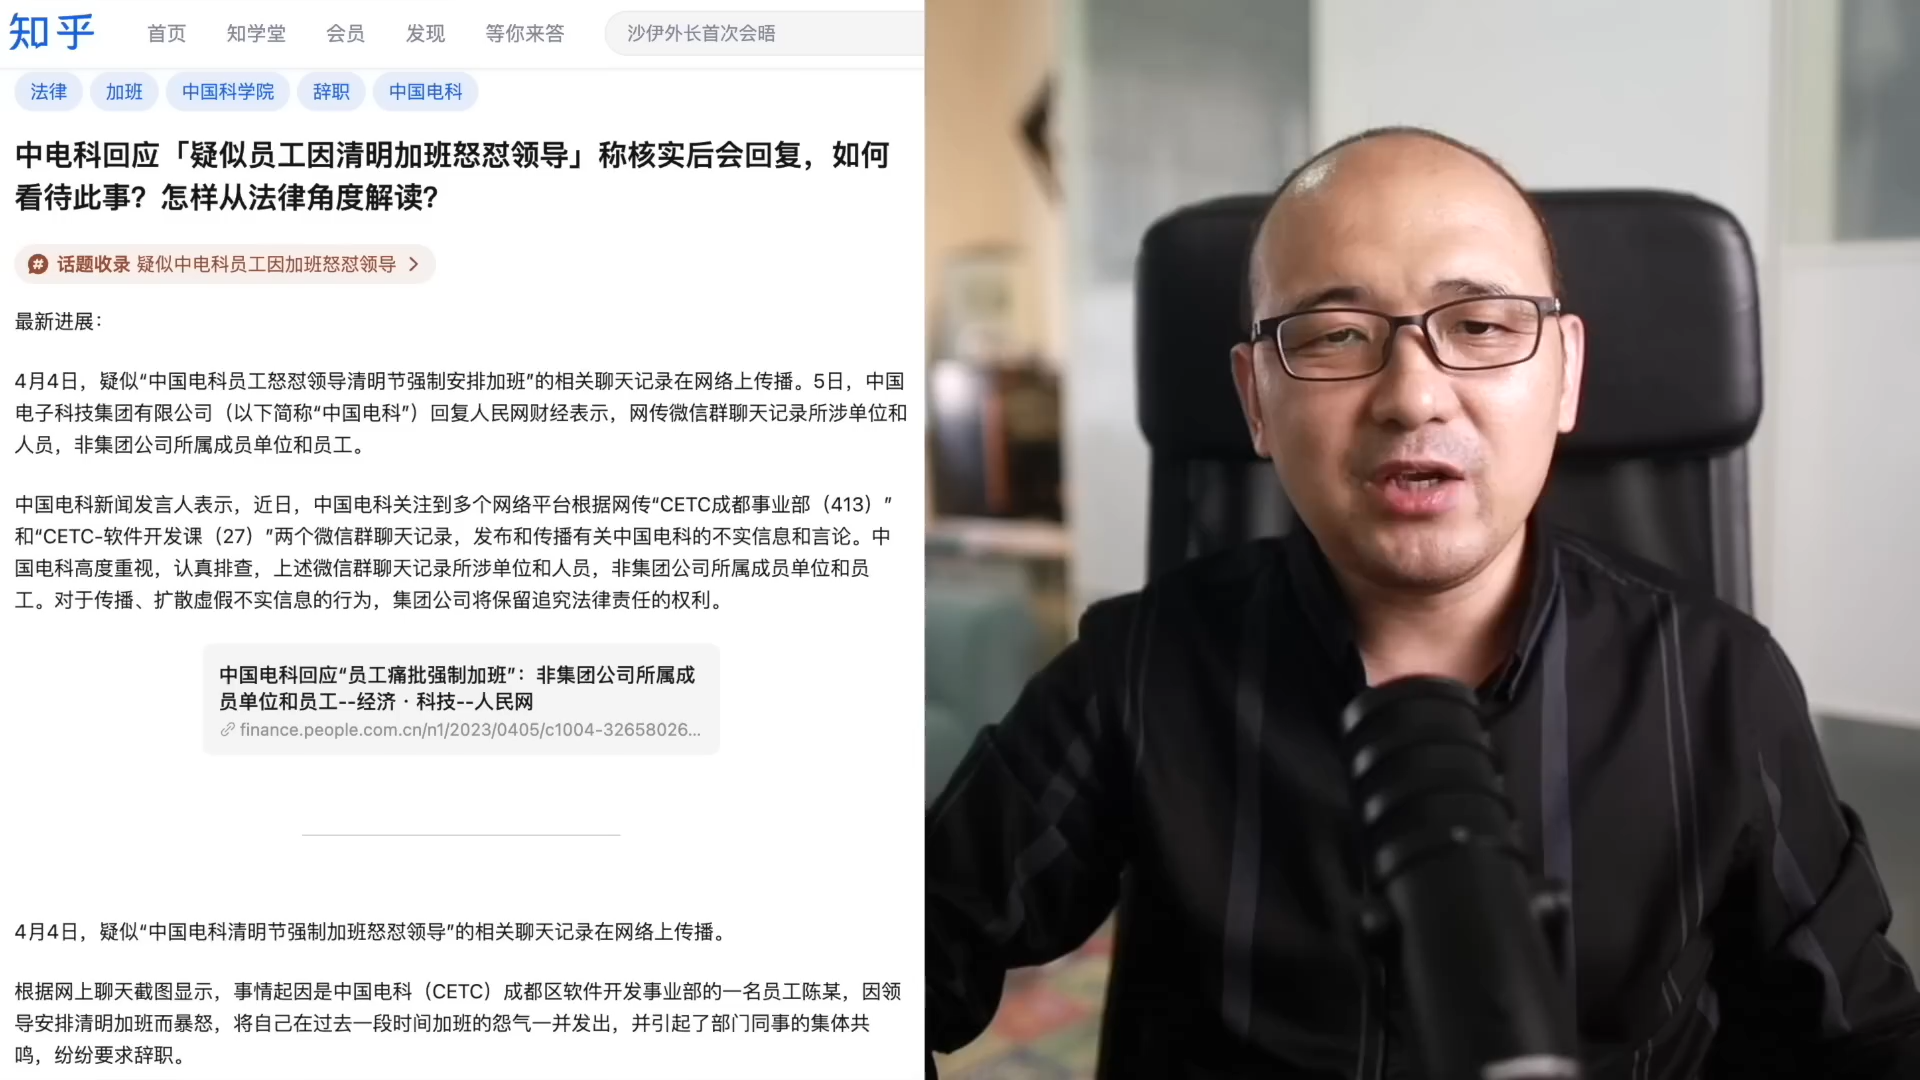 知乎 首页 知学堂 会员 发现 等你来答 沙伊外长首次会晤
法律 加班 中国科学院 辞职 中国电科
中电科回应「疑似员工因清明加班怒怼领导」称核实后会回复，如何
看待此事？怎样从法律角度解读？
话题收录 疑似中电科员工因加班怒怼领导
最新进展：
4月4日，疑似“中国电科员工怒怼领导清明节强制安排加班”的相关聊天记录在网络上传播。5日，中国
电子科技集团有限公司（以下简称“中国电科”）回复人民网财经表示，网传微信群聊天记录所涉单位和
人员，非集团公司所属成员单位和员工。
中国电科新闻发言人表示，近日，中国电科关注到多个网络平台根据网传“CETC成都事业部（413）”
和“CETC-软件开发课（27）”两个微信群聊天记录，发布和传播有关中国电科的不实信息和言论。中
国电科高度重视，认真排查，上述微信群聊天记录所涉单位和人员，非集团公司所属成员单位和员
工。对于传播、扩散虚假不实信息的行为，集团公司将保留追究法律责任的权利。
中国电科回应“员工痛批强制加班”：非集团公司所属成
员单位和员工--经济·科技--人民网
finance.people.com.cn/n1/2023/0405/c1004-32658026...
4月4日，疑似“中国电科清明节强制加班怒怼领导”的相关聊天记录在网络上传播。
根据网上聊天截图显示，事情起因是中国电科（CETC）成都区软件开发事业部的一名员工陈某，因领
导安排清明加班而暴怒，将自己在过去一段时间加班的怨气一并发出，并引起了部门同事的集体共
鸣，纷纷要求辞职。